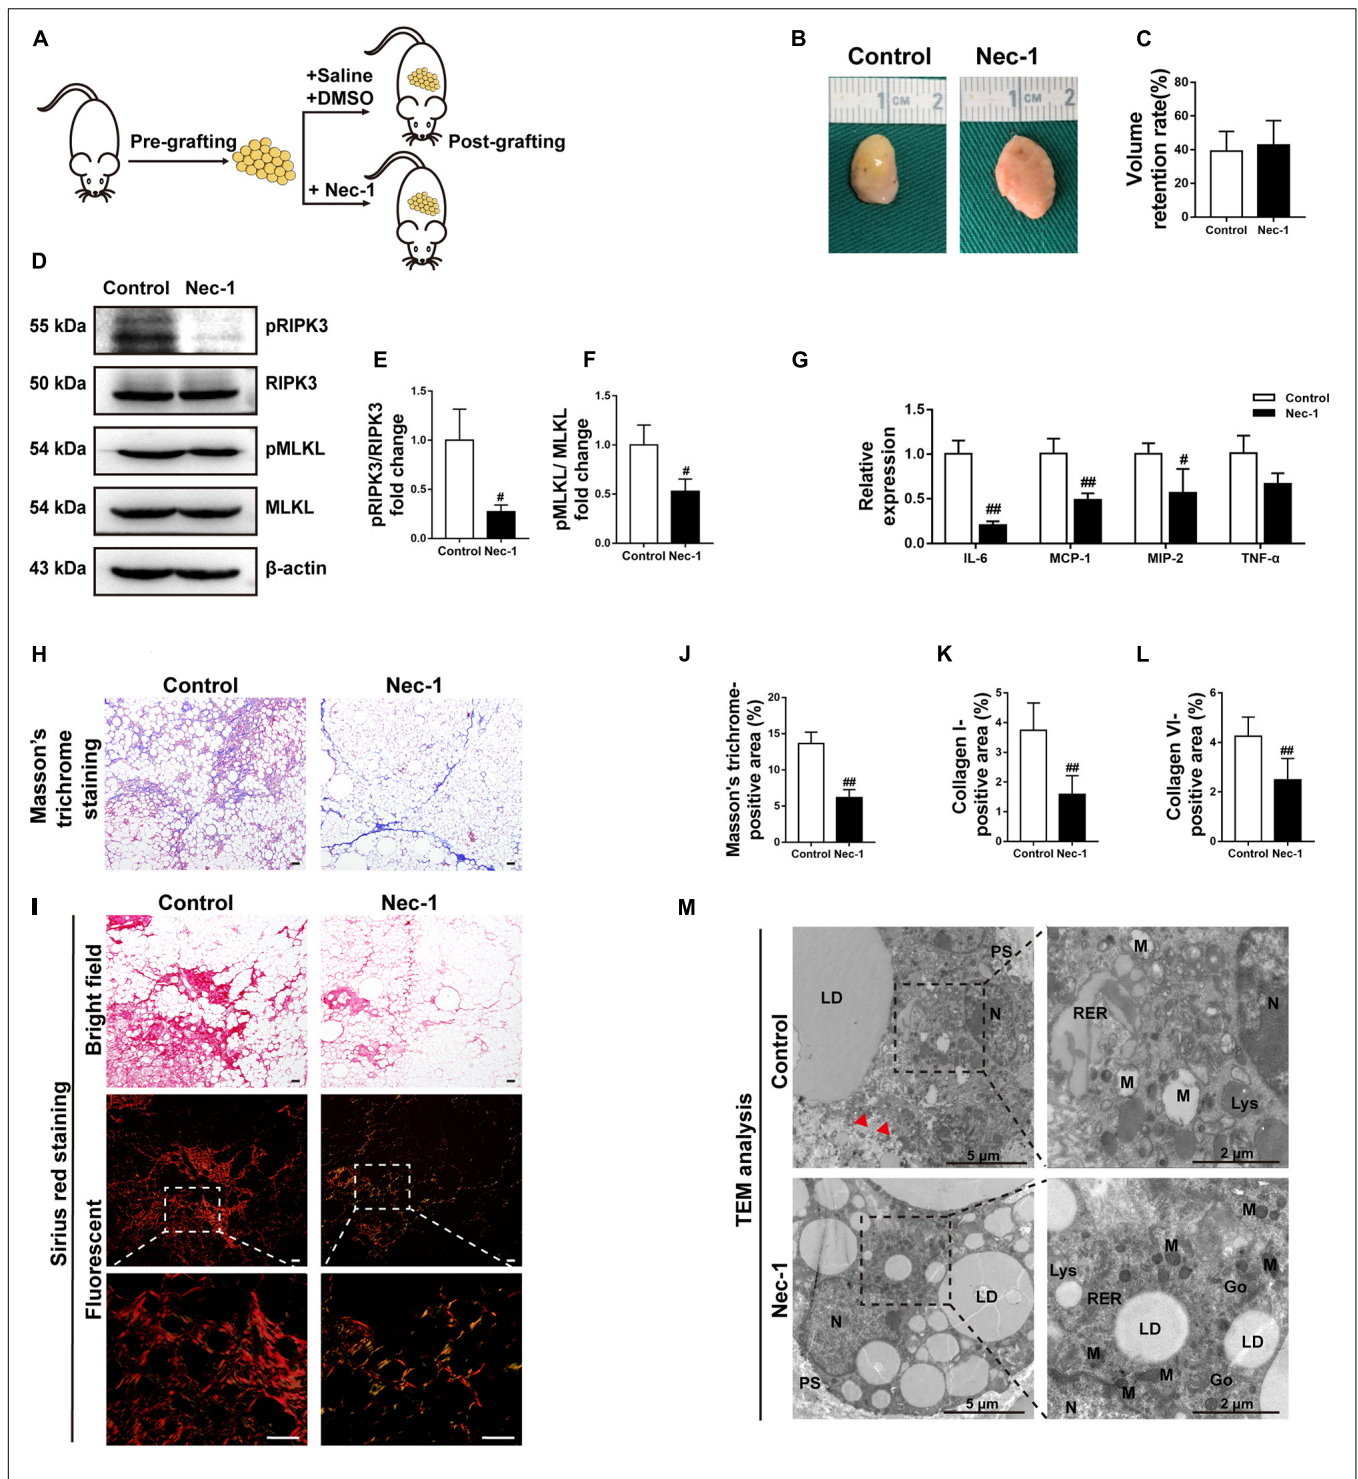 A
+Saline
+DMSO
Pre-grafting
Post-grafting
+ Nec-1
B
Control Nec-1
1 CM 2
1 CM 2
C
Volume
retention rate(%)
80
60
40
20
0
Control Nec-1
D
Control Nec-1
55 kDa pRIPK3
50 kDa RIPK3
54 kDa pMLKL
54 kDa MLKL
43 kDa β-actin
E
pRIPK3/RIPK3
fold change
1.5
1.0
0.5
0.0
#
Control Nec-1
F
pMLKL/ MLKL
fold change
1.5
1.0
0.5
0.0
#
Control Nec-1
G
Control
Nec-1
Relative
expression
1.5
1.0
0.5
0.0
## ## #
IL-6 MCP-1 MIP-2 TNF-α
H
Control Nec-1
Masson's
trichrome
staining
I
Control Nec-1
Sirius red staining
Bright field
Fluorescent
J
Masson's trichrome-
positive area (%)
20
15
10
5
0
##
Control Nec-1
K
Collagen I-
positive area (%)
5
4
3
2
1
0
##
Control Nec-1
L
Collagen VI-
positive area (%)
6
4
2
0
##
Control Nec-1
M
TEM analysis
Control
LD PS N
5 μm
M RER N M M Lys
2 μm
Nec-1
N LD PS
5 μm
M M M Lys Go RER LD LD M M M Go N
2 μm